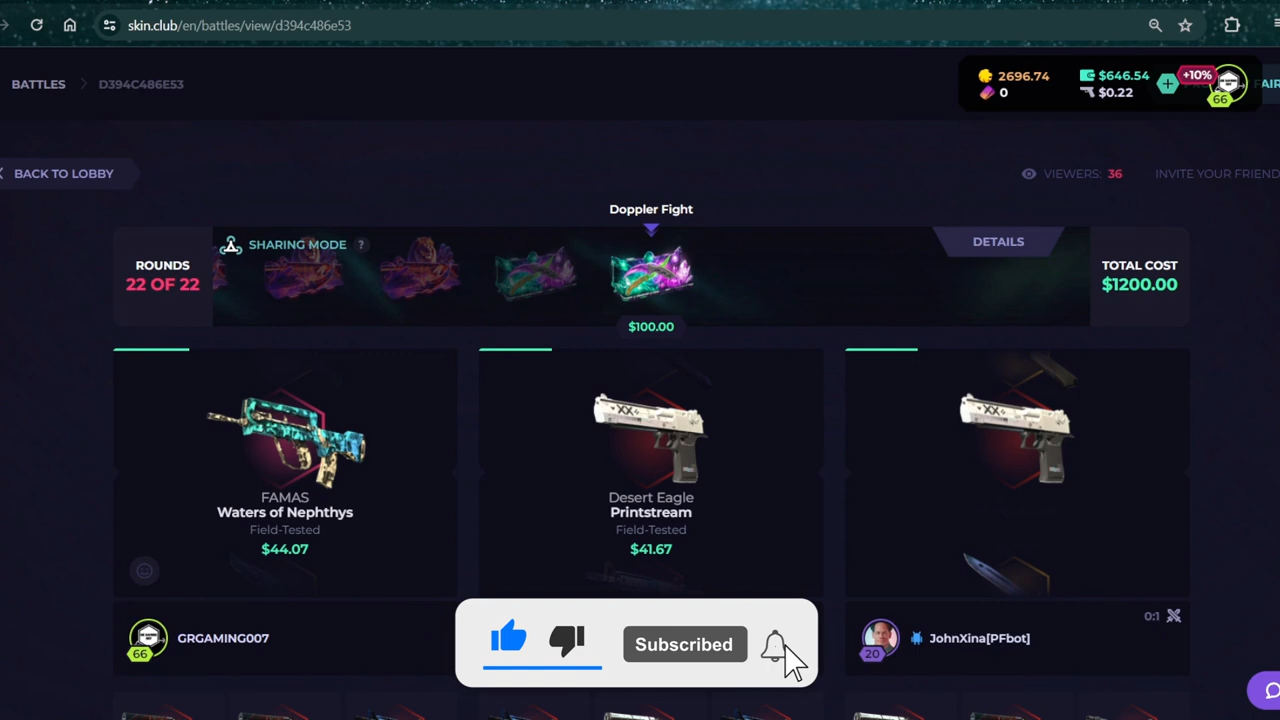 skin.club/en/battles/view/d394c486e53
BATTLES
D394C486E53
2696.74
0
$646.54
$0.22
+10%
66
FAIR
BACK TO LOBBY
VIEWERS: 36
INVITE YOUR FRIEND
Doppler Fight
SHARING MODE ?
DETAILS
ROUNDS
22 OF 22
TOTAL COST
$1200.00
$100.00
FAMAS
Waters of Nephthys
Field-Tested
$44.07
Desert Eagle
Printstream
Field-Tested
$41.67
66
GRGAMING007
Subscribed
0:1
20
JohnXina[PFbot]